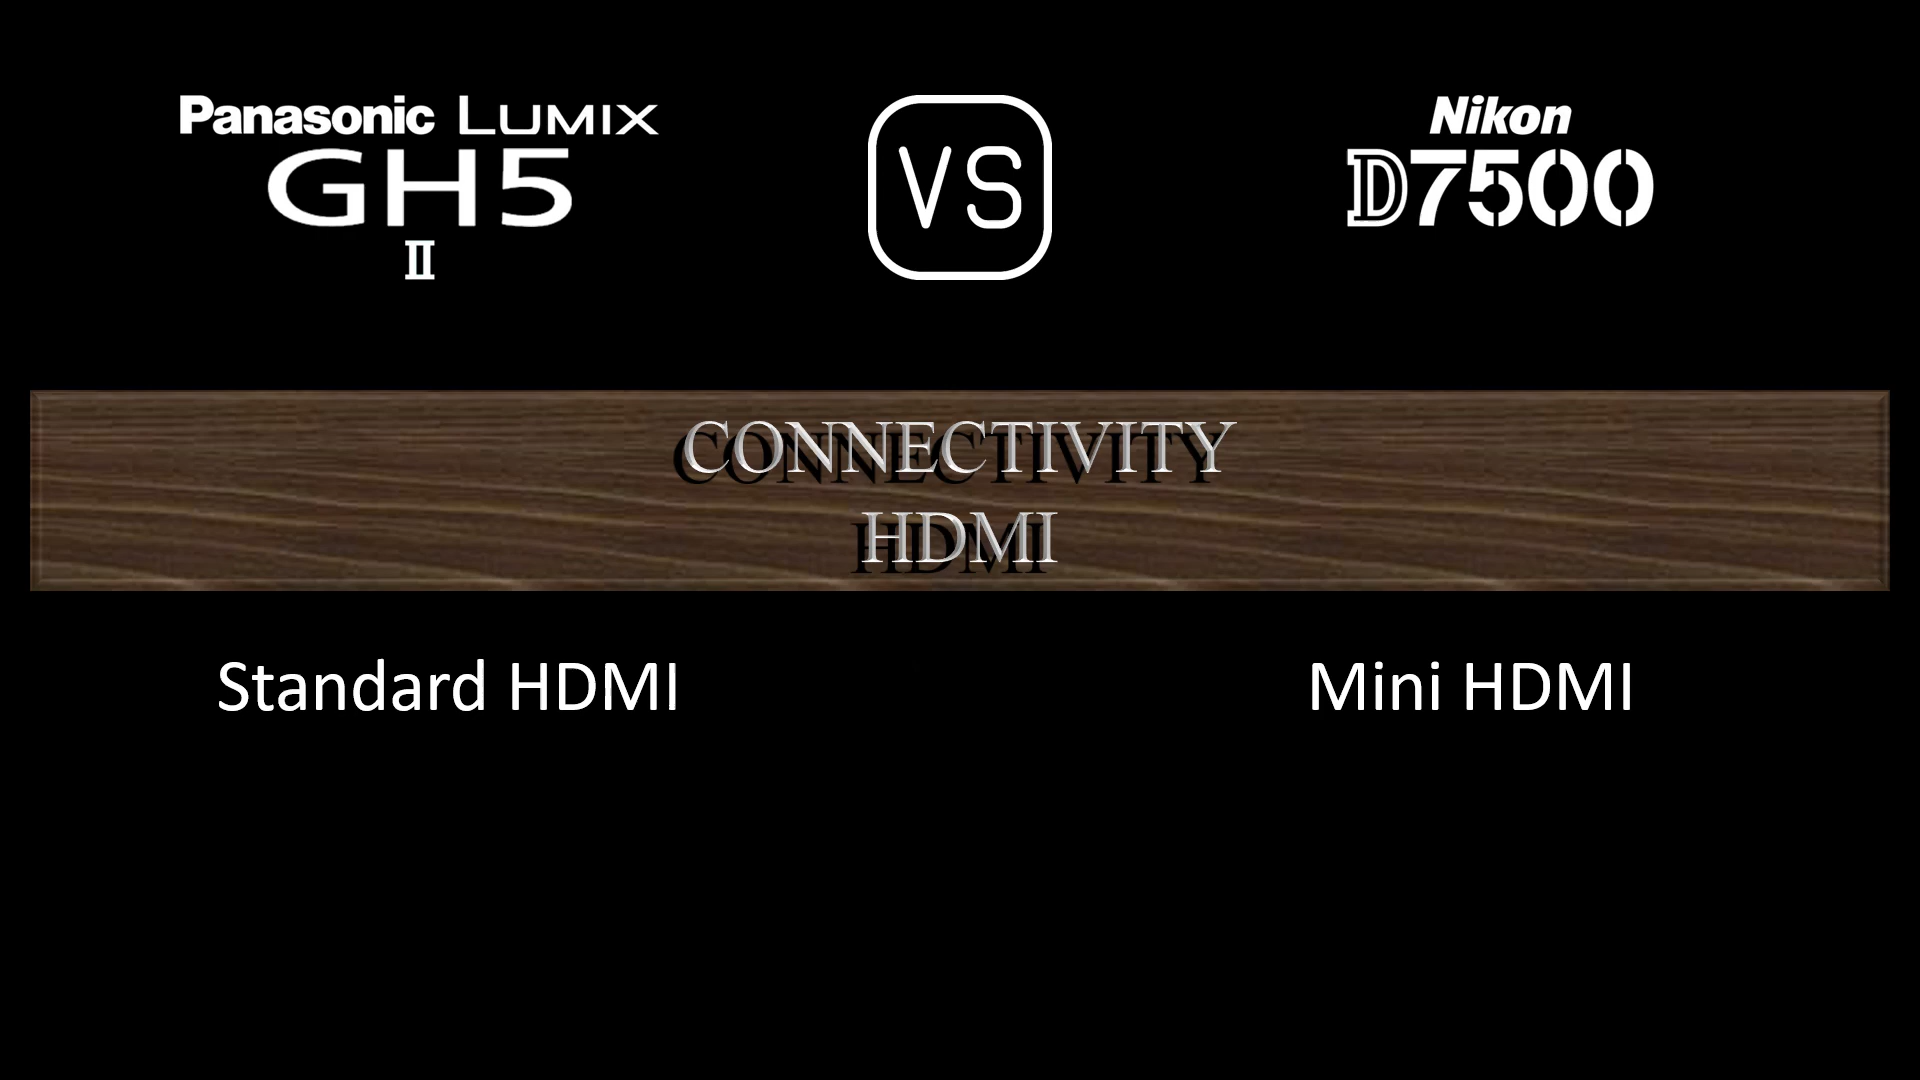 Panasonic LUMIX
GH5
II
VS
Nikon
D7500
CONNECTIVITY
HDMI
Standard HDMI
Mini HDMI